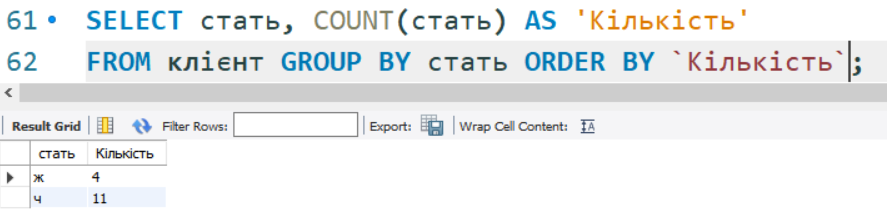 61 SELECT стать, COUNT(стать) AS 'Кількість'
62 FROM клієнт GROUP BY стать ORDER BY `Кількість`;
Result Grid Filter Rows: Export: Wrap Cell Content: IA
стать Кількість
ж 4
ч 11